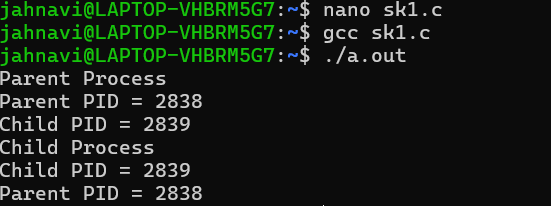 jahnavi@LAPTOP-VHBRM5G7:~$ nano sk1.c
jahnavi@LAPTOP-VHBRM5G7:~$ gcc sk1.c
jahnavi@LAPTOP-VHBRM5G7:~$ ./a.out
Parent Process
Parent PID = 2838
Child PID = 2839
Child Process
Child PID = 2839
Parent PID = 2838